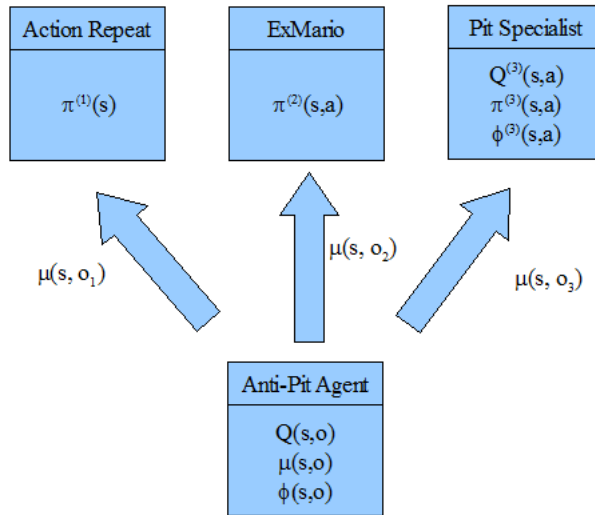 Action Repeat
π⁽¹⁾(s)
ExMario
π⁽²⁾(s,a)
Pit Specialist
Q⁽³⁾(s,a)
π⁽³⁾(s,a)
ϕ⁽³⁾(s,a)
μ(s, o₁)
μ(s, o₂)
μ(s, o₃)
Anti-Pit Agent
Q(s,o)
μ(s,o)
ϕ(s,o)